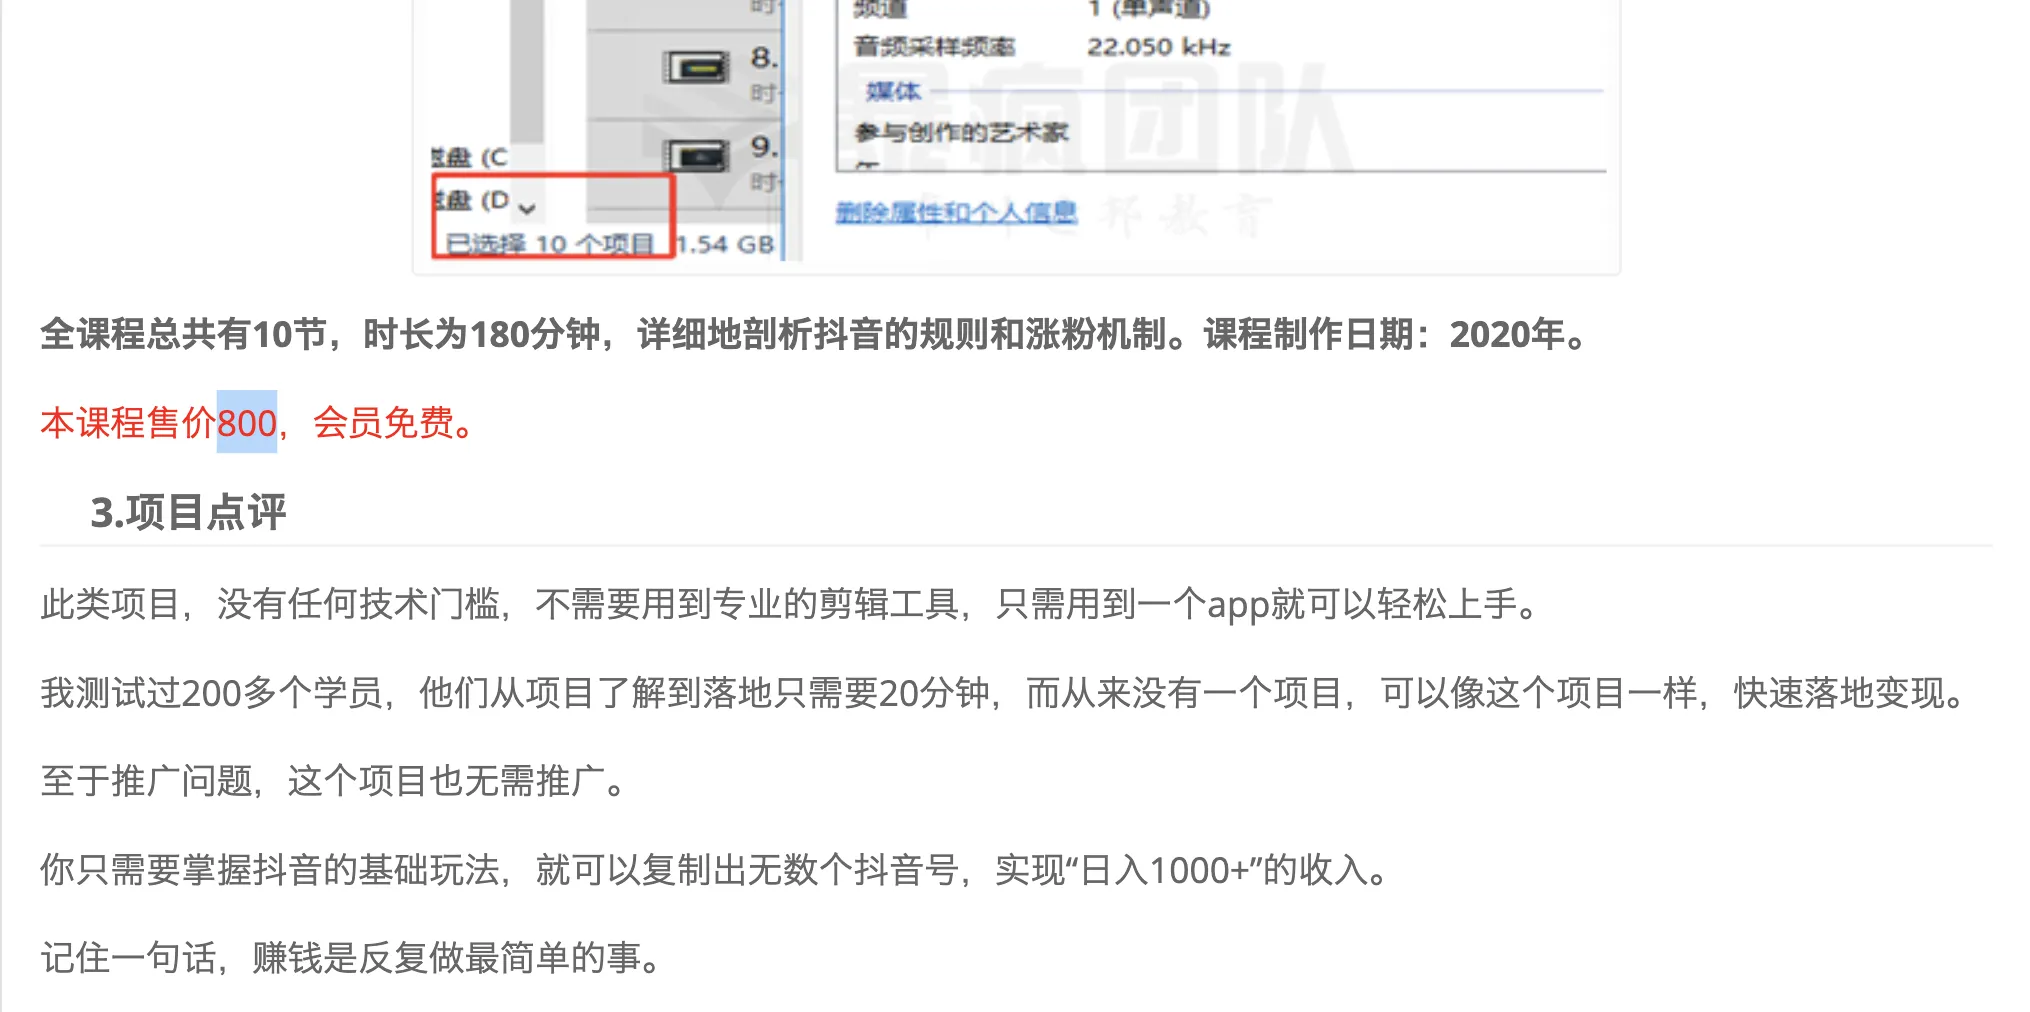 频道 1 (单声道)
8. 音频采样频率 22.050 kHz
时
媒体
参与创作的艺术家
9.
盘 (C
时
盘 (D
删除属性和个人信息
已选择 10 个项目 1.54 GB
疯团队
邦教育
全课程总共有10节，时长为180分钟，详细地剖析抖音的规则和涨粉机制。课程制作日期：2020年。
本课程售价800，会员免费。
3.项目点评
此类项目，没有任何技术门槛，不需要用到专业的剪辑工具，只需用到一个app就可以轻松上手。
我测试过200多个学员，他们从项目了解到落地只需要20分钟，而从来没有一个项目，可以像这个项目一样，快速落地变现。
至于推广问题，这个项目也无需推广。
你只需要掌握抖音的基础玩法，就可以复制出无数个抖音号，实现“日入1000+”的收入。
记住一句话，赚钱是反复做最简单的事。